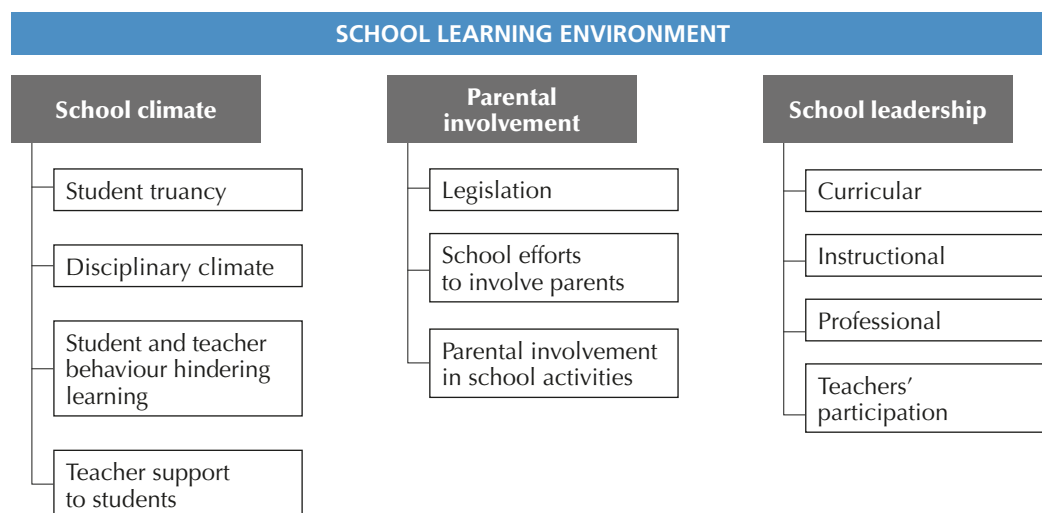 SCHOOL LEARNING ENVIRONMENT
School climate
Student truancy
Disciplinary climate
Student and teacher
behaviour hindering
learning
Teacher support
to students
Parental
involvement
Legislation
School efforts
to involve parents
Parental involvement
in school activities
School leadership
Curricular
Instructional
Professional
Teachers’
participation